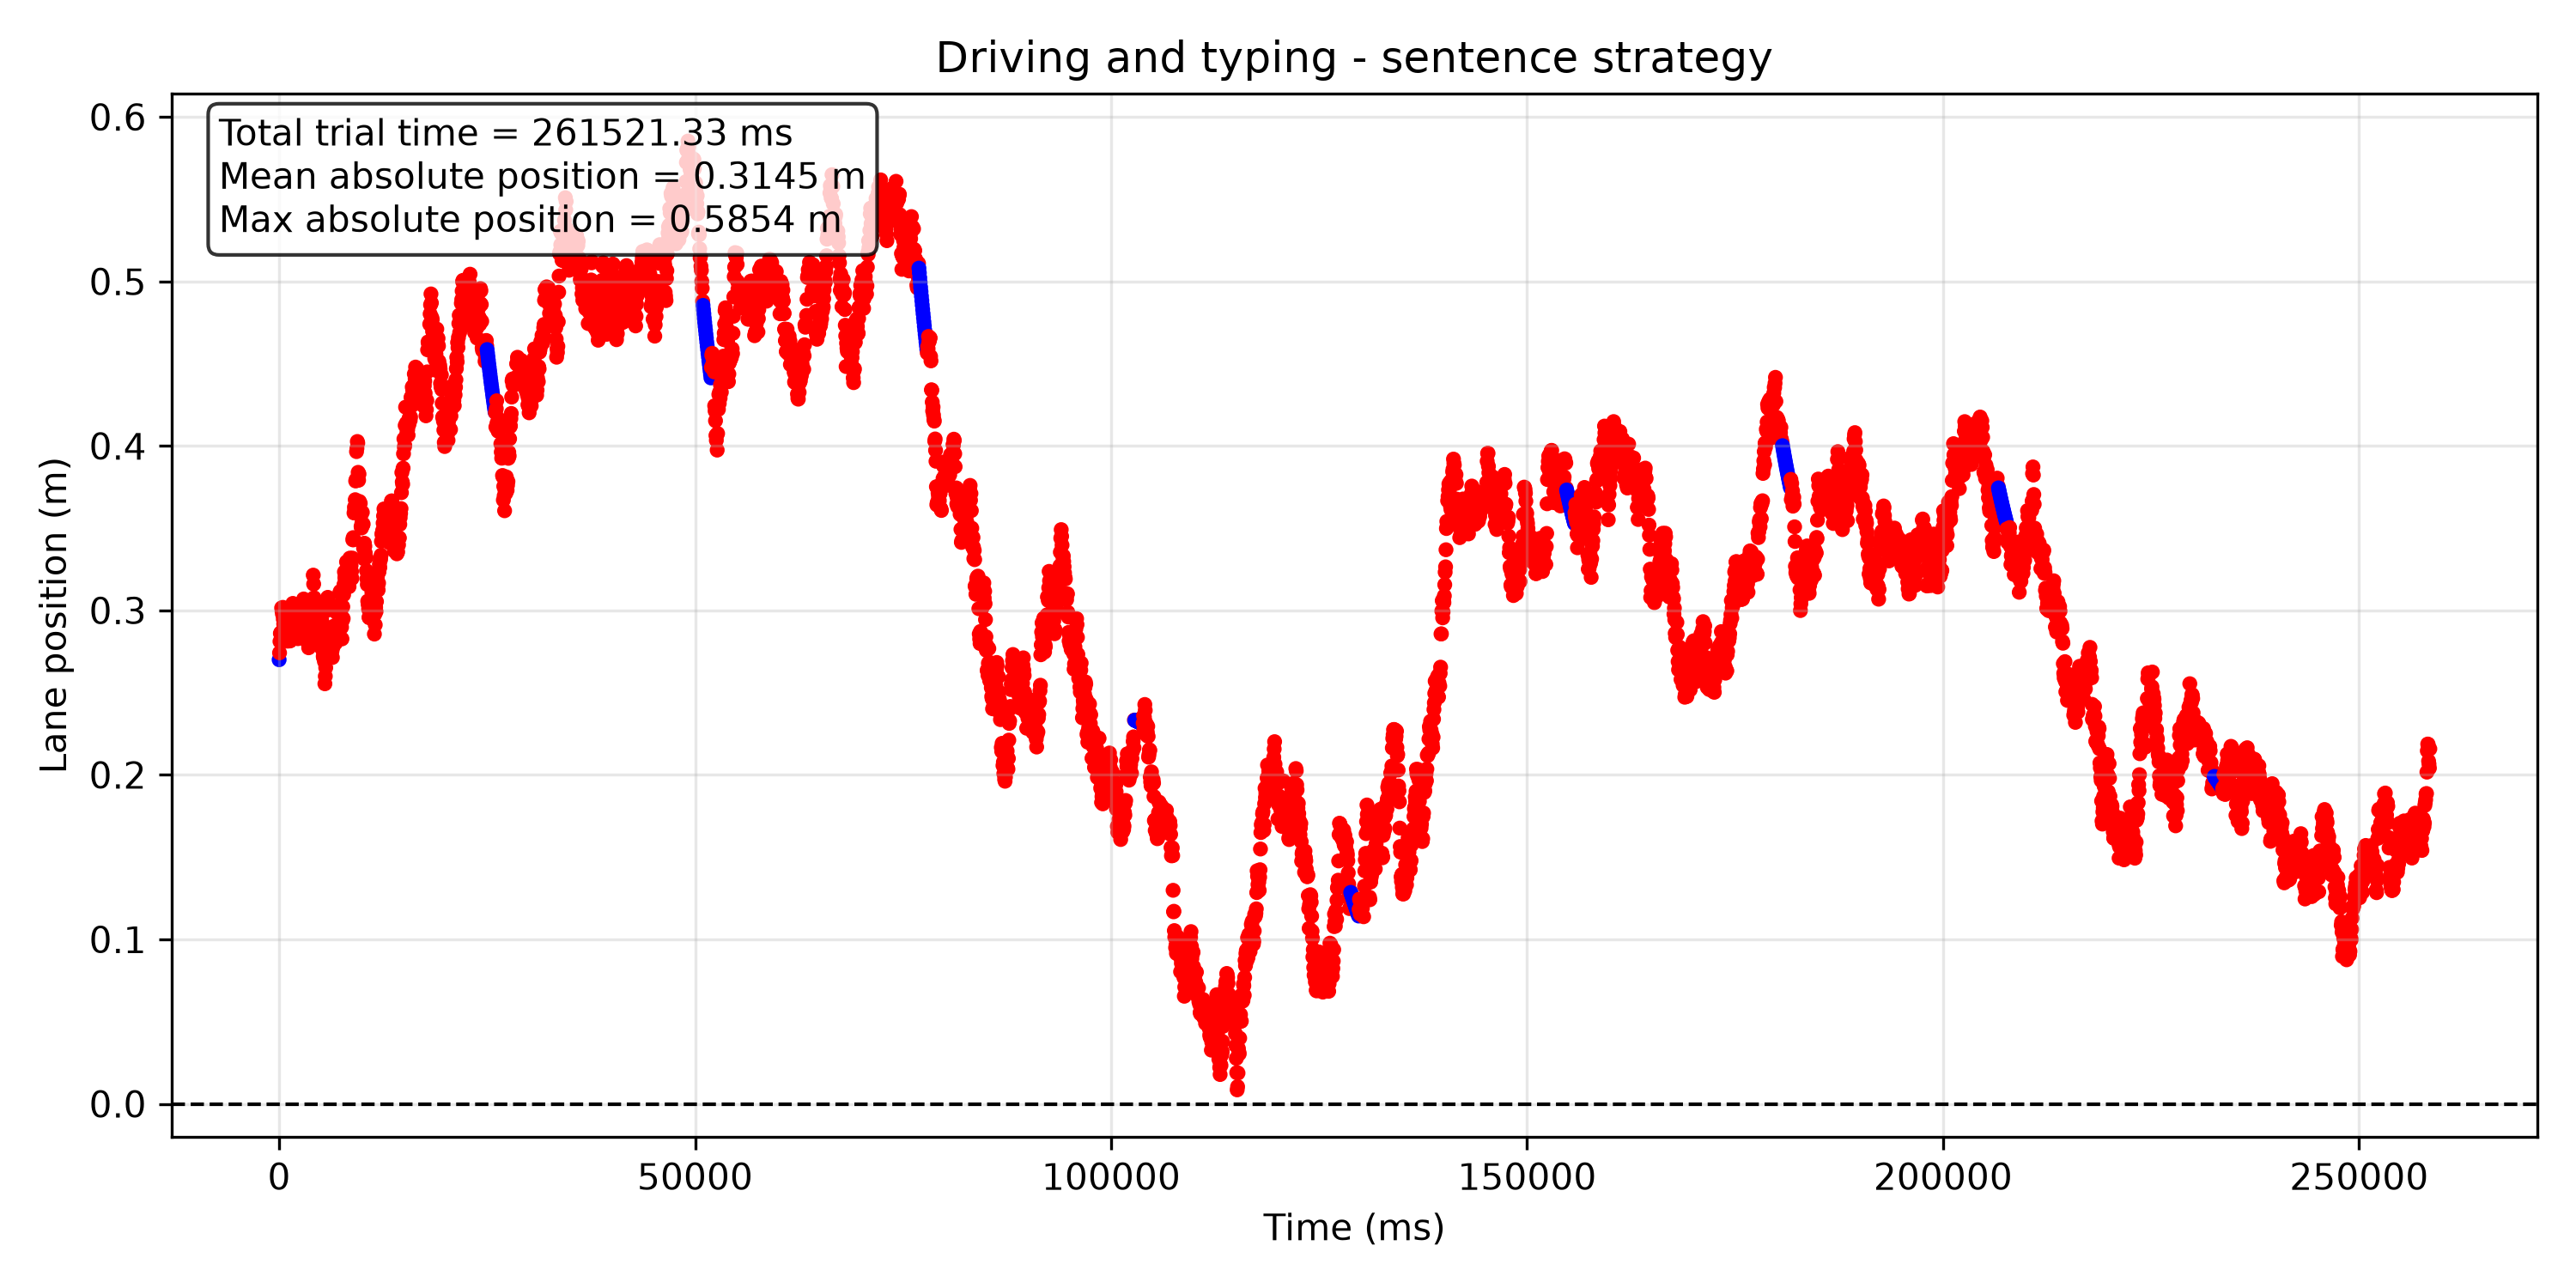 Driving and typing - sentence strategy
Total trial time = 261521.33 ms
Mean absolute position = 0.3145 m
Max absolute position = 0.5854 m
Lane position (m)
0.6
0.5
0.4
0.3
0.2
0.1
0.0
0 50000 100000 150000 200000 250000
Time (ms)